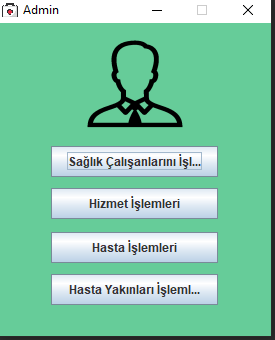 Admin
Sağlık Çalışanlarını İşl...
Hizmet İşlemleri
Hasta İşlemleri
Hasta Yakınları İşleml...